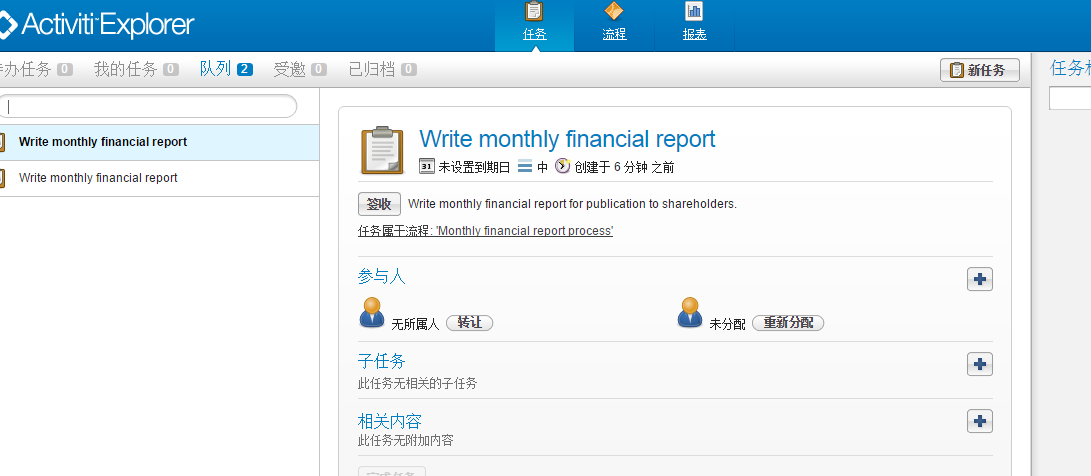 Activiti Explorer
任务 流程 报表
办任务 0 我的任务 0 队列 2 受邀 0 已归档 0
新任务
任务
Write monthly financial report
Write monthly financial report
Write monthly financial report
31 未设置到期日 中 创建于 6 分钟 之前
签收 Write monthly financial report for publication to shareholders.
任务属于流程: 'Monthly financial report process'
参与人
无所属人 转让 未分配 重新分配
子任务
此任务无相关的子任务
相关内容
此任务无附加内容